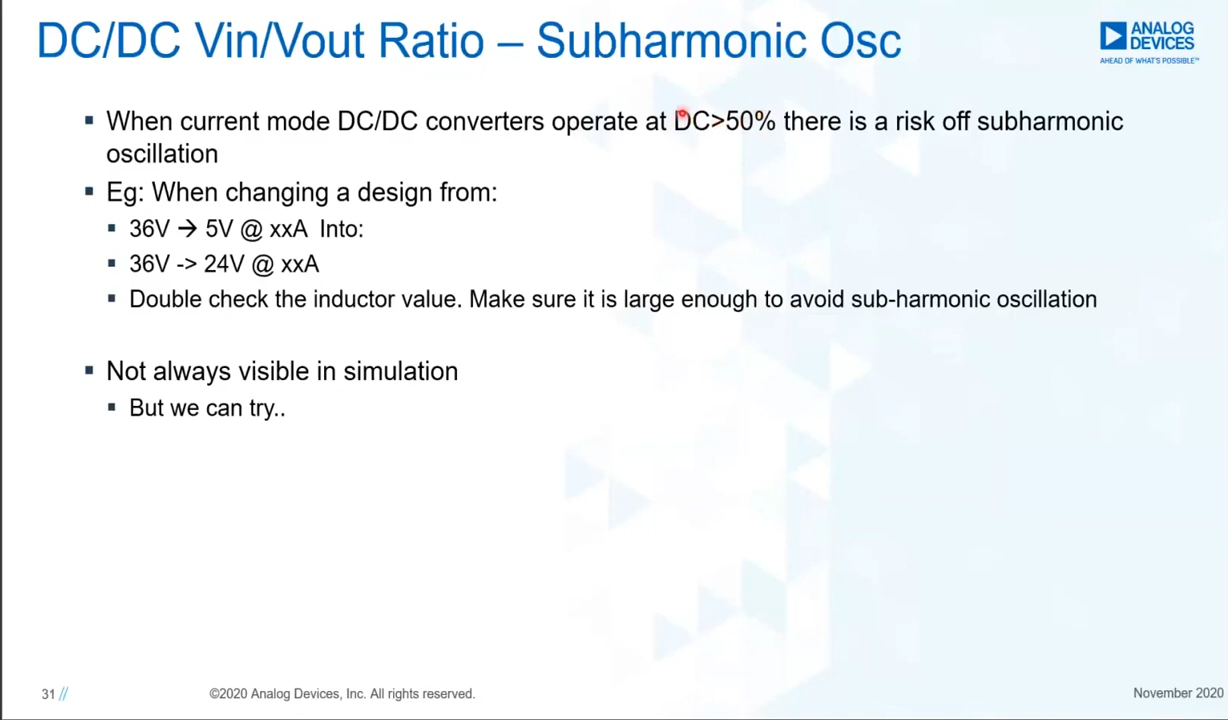 DC/DC Vin/Vout Ratio – Subharmonic Osc
ANALOG
DEVICES
AHEAD OF WHAT'S POSSIBLE™
▪ When current mode DC/DC converters operate at DC>50% there is a risk off subharmonic
oscillation
▪ Eg: When changing a design from:
▪ 36V → 5V @ xxA Into:
▪ 36V -> 24V @ xxA
▪ Double check the inductor value. Make sure it is large enough to avoid sub-harmonic oscillation
▪ Not always visible in simulation
▪ But we can try..
31 //
©2020 Analog Devices, Inc. All rights reserved.
November 2020